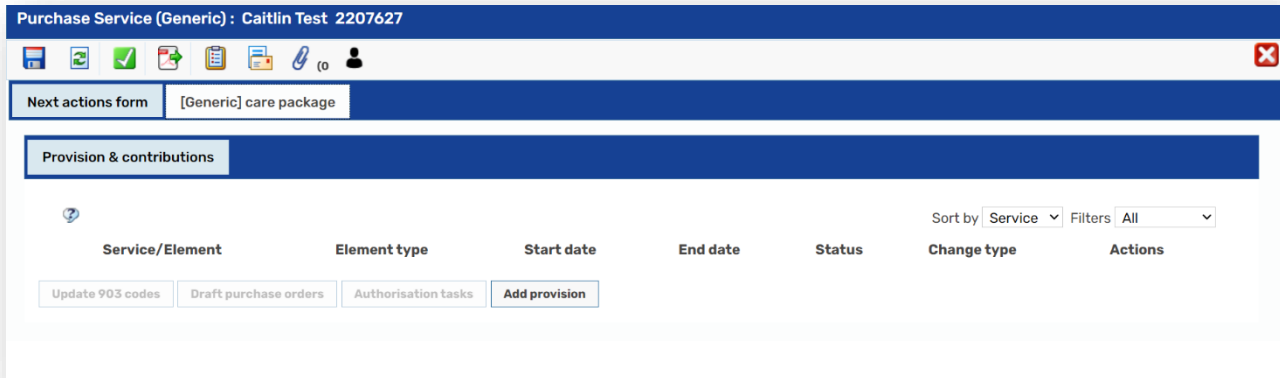 Purchase Service (Generic) : Caitlin Test 2207627
(0
Next actions form [Generic] care package
Provision & contributions
Sort by Service Filters All
Service/Element Element type Start date End date Status Change type Actions
Update 903 codes Draft purchase orders Authorisation tasks Add provision